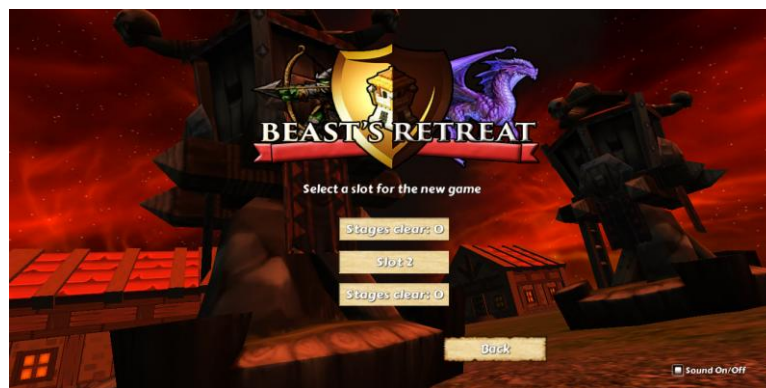 BEAST'S RETREAT
Select a slot for the new game
Stages clear: 0
Slot 2
Stages clear: 0
Back
Sound On/Off